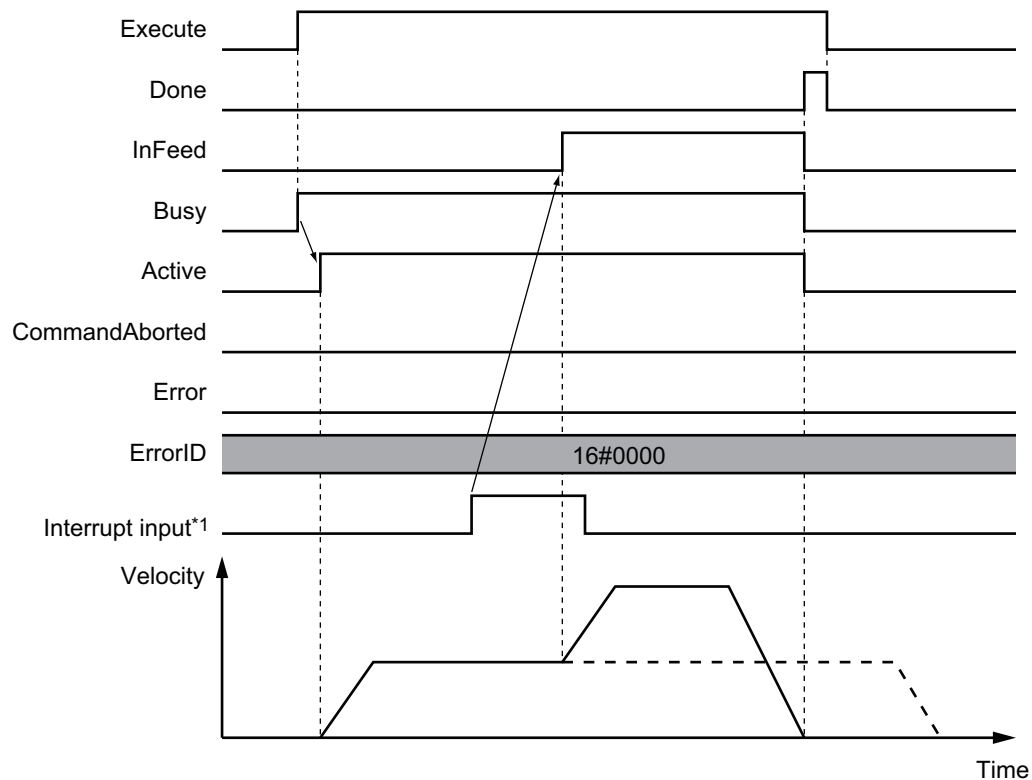 Execute
Done
InFeed
Busy
Active
CommandAborted
Error
ErrorID
16#0000
Interrupt input*1
Velocity
Time